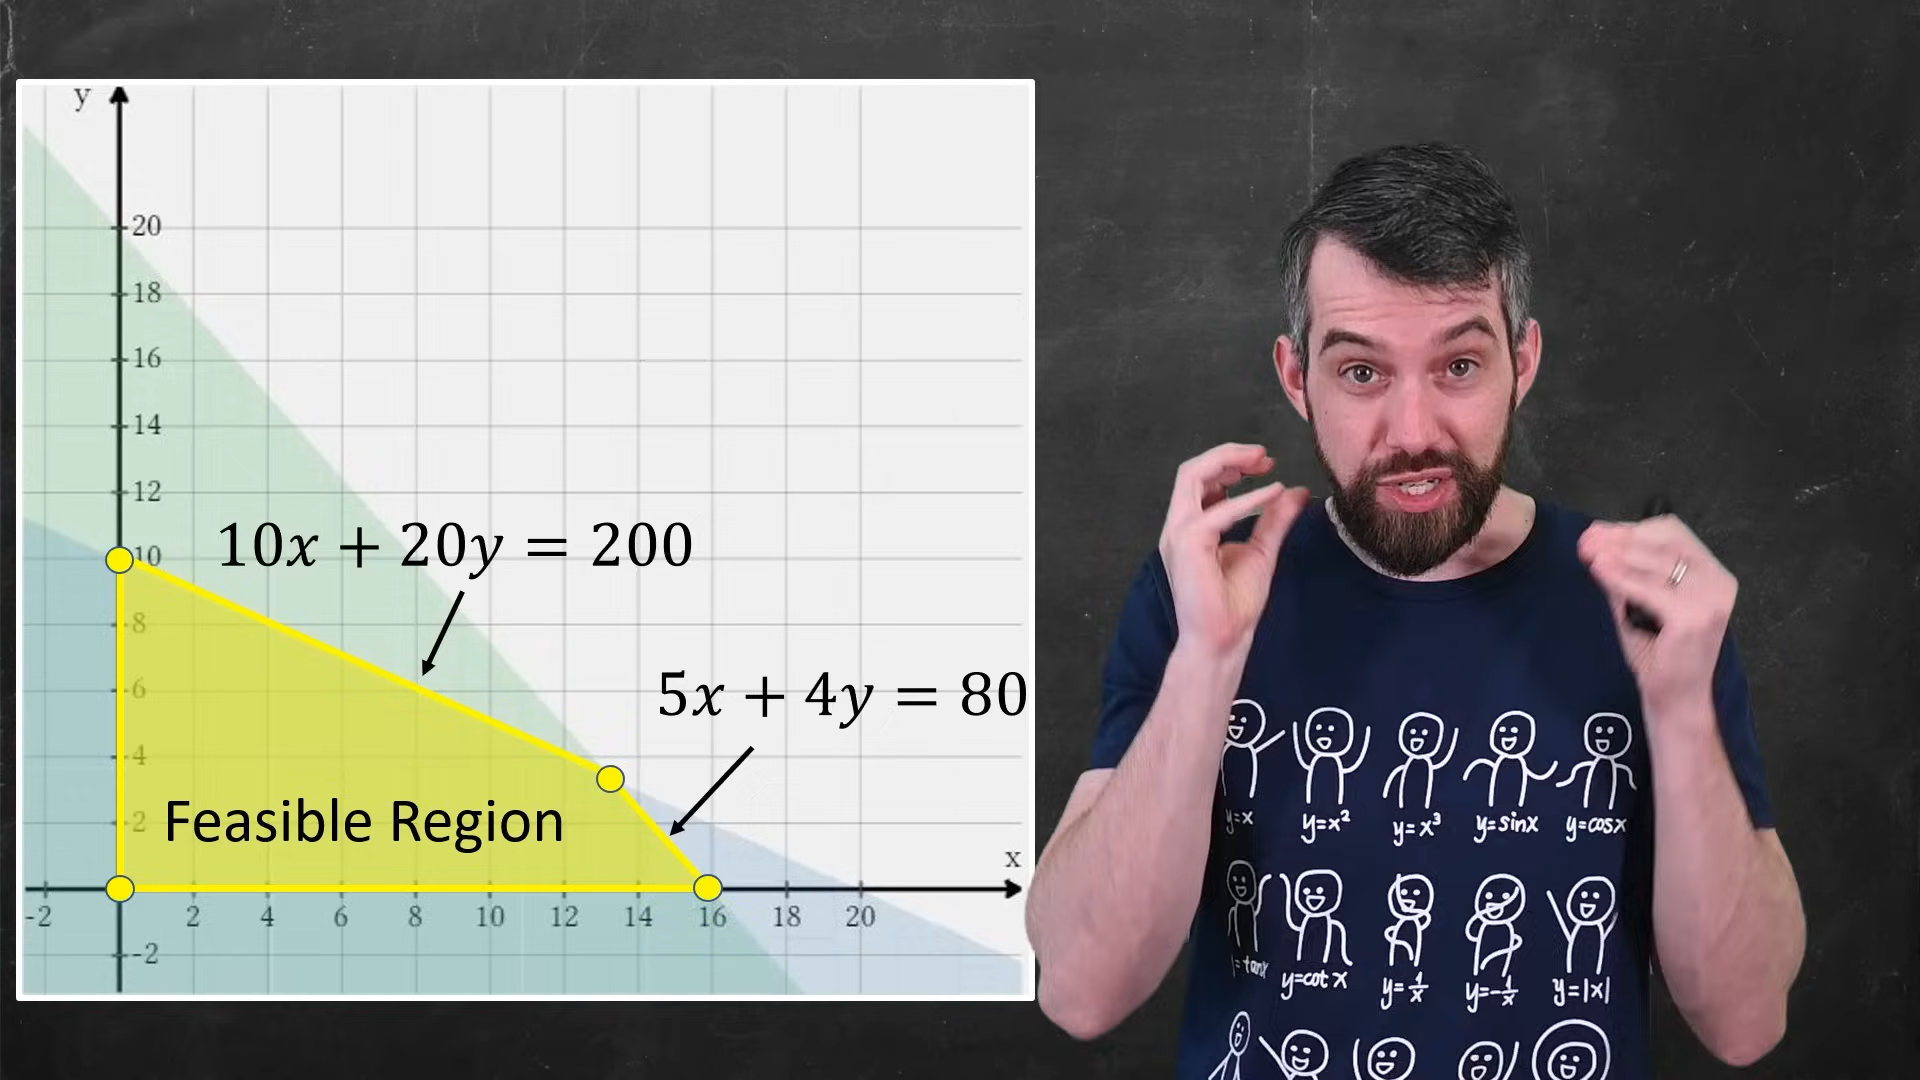 y
20
18
16
14
12
10
10x + 20y = 200
8
6
5x + 4y = 80
4
2
Feasible Region
x
-2 2 4 6 8 10 12 14 16 18 20
-2
y=x y=x² y=x³ y=sinx y=cosx
y=cot x y=1/x y=-1/x y=|x|